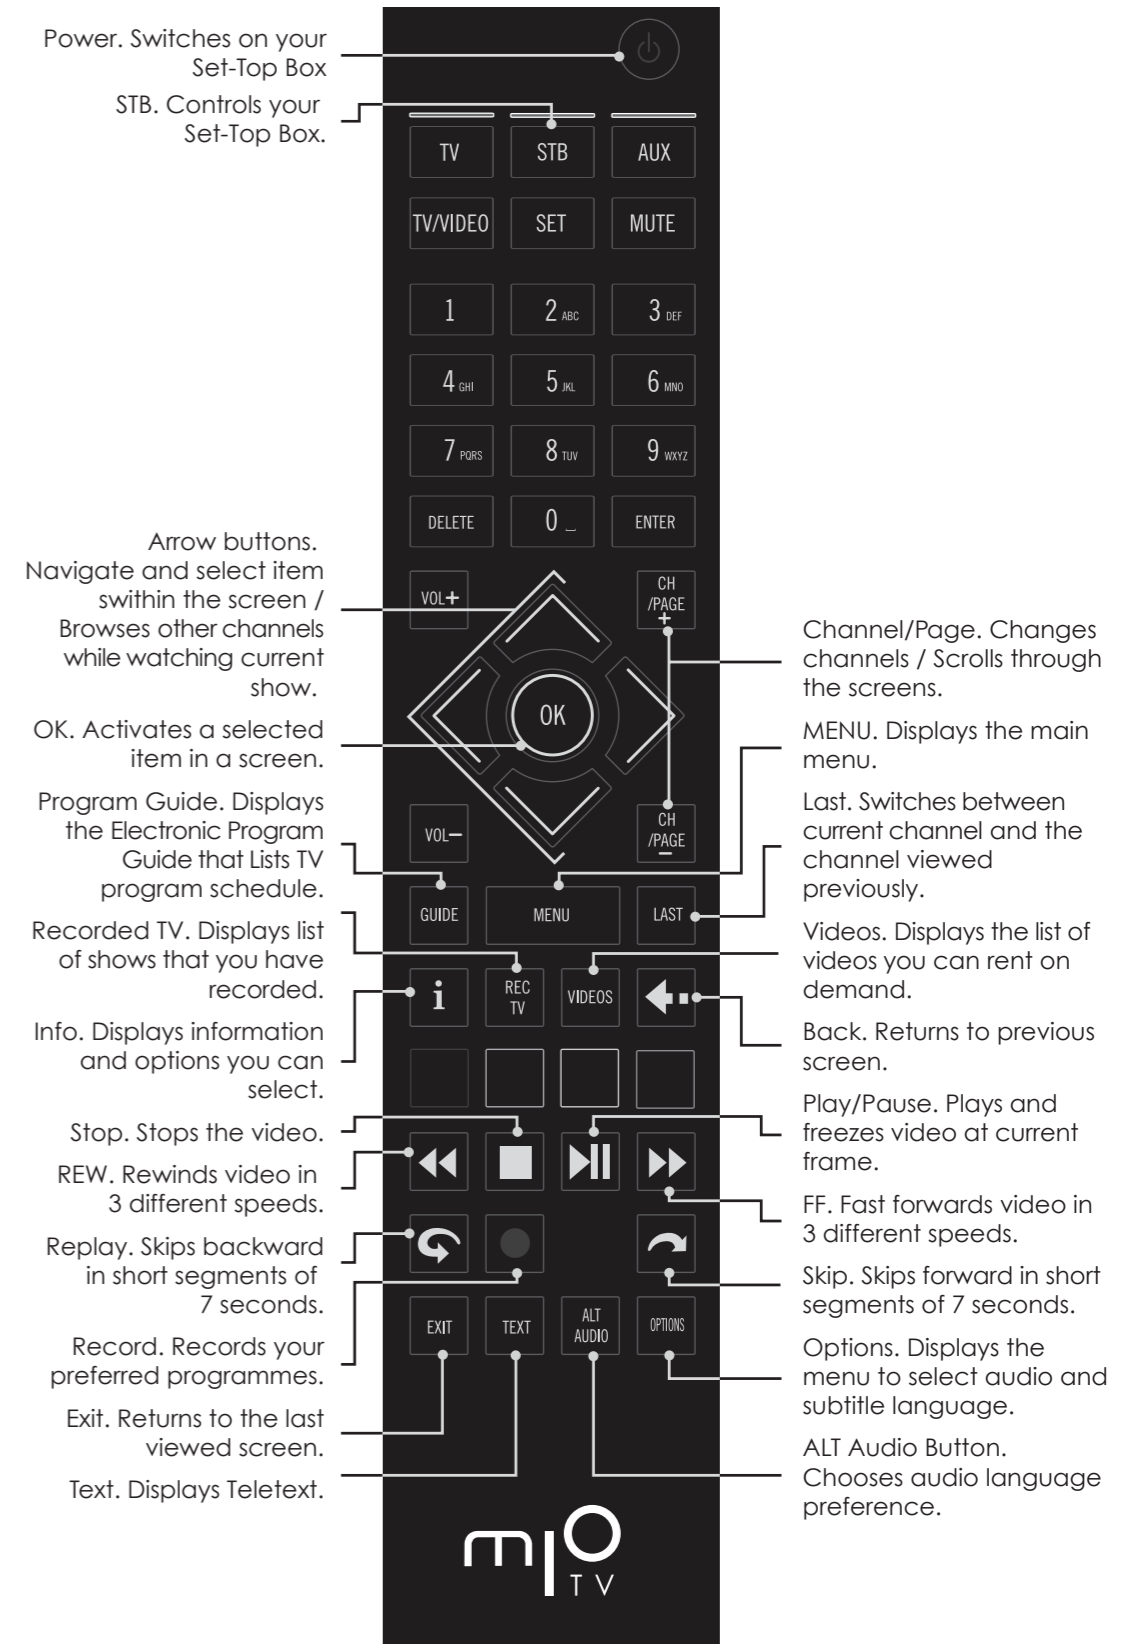 Power. Switches on your
Set-Top Box
STB. Controls your
Set-Top Box.
TV
STB
AUX
TV/VIDEO
SET
MUTE
1
2 ABC
3 DEF
4 GHI
5 JKL
6 MNO
7 PQRS
8 TUV
9 WXYZ
DELETE
0 _
ENTER
Arrow buttons.
Navigate and select item
swithin the screen /
Browses other channels
while watching current
show.
OK. Activates a selected
item in a screen.
Program Guide. Displays
the Electronic Program
Guide that Lists TV
program schedule.
Recorded TV. Displays list
of shows that you have
recorded.
Info. Displays information
and options you can
select.
Stop. Stops the video.
REW. Rewinds video in
3 different speeds.
Replay. Skips backward
in short segments of
7 seconds.
Record. Records your
preferred programmes.
Exit. Returns to the last
viewed screen.
Text. Displays Teletext.
VOL+
CH
/PAGE
+
OK
VOL-
CH
/PAGE
-
GUIDE
MENU
LAST
i
REC
TV
VIDEOS
EXIT
TEXT
ALT
AUDIO
OPTIONS
mio
TV
Channel/Page. Changes
channels / Scrolls through
the screens.
MENU. Displays the main
menu.
Last. Switches between
current channel and the
channel viewed
previously.
Videos. Displays the list of
videos you can rent on
demand.
Back. Returns to previous
screen.
Play/Pause. Plays and
freezes video at current
frame.
FF. Fast forwards video in
3 different speeds.
Skip. Skips forward in short
segments of 7 seconds.
Options. Displays the
menu to select audio and
subtitle language.
ALT Audio Button.
Chooses audio language
preference.